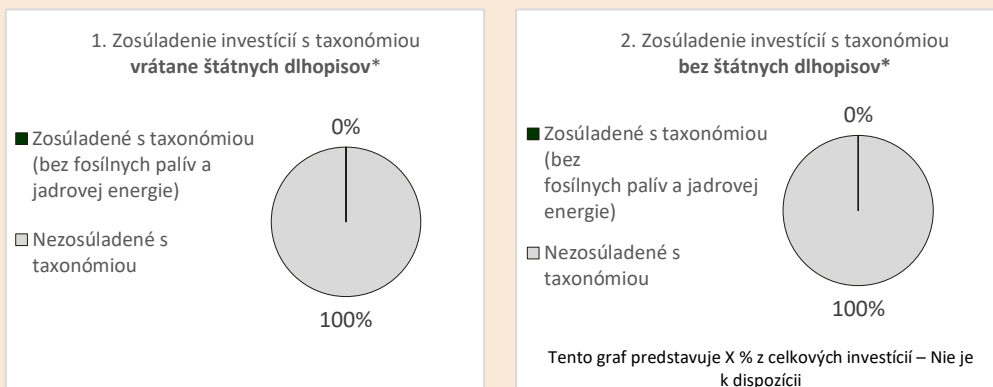 1. Zosúladenie investícií s taxonómiou
vrátane štátnych dlhopisov*
Zosúladené s taxonómiou
(bez fosílnych palív a
jadrovej energie)
Nezosúladené s
taxonómiou
0%
100%
2. Zosúladenie investícií s taxonómiou
bez štátnych dlhopisov*
Zosúladené s taxonómiou
(bez
fosílnych palív a jadrovej
energie)
Nezosúladené s
taxonómiou
0%
100%
Tento graf predstavuje X % z celkových investícií – Nie je
k dispozícii